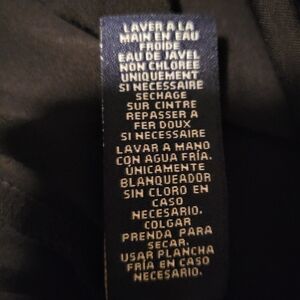 LAVER A LA
MAIN EN EAU
FROIDE
EAU DE JAVEL
NON CHLOREE
UNIQUEMENT
SI NECESSAIRE
SECHAGE
SUR CINTRE
REPASSER A
FER DOUX
SI NECESSAIRE
LAVAR A MANO
CON AGUA FRÍA.
ÚNICAMENTE
BLANQUEADOR
SIN CLORO EN
CASO
NECESARIO.
COLGAR
PRENDA PARA
SECAR.
USAR PLANCHA
FRÍA EN CASO
NECESARIO.